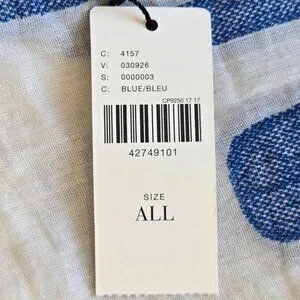 C: 4157
V: 030926
S: 0000003
C: BLUE/BLEU
CP9250 17 17
42749101
SIZE
ALL